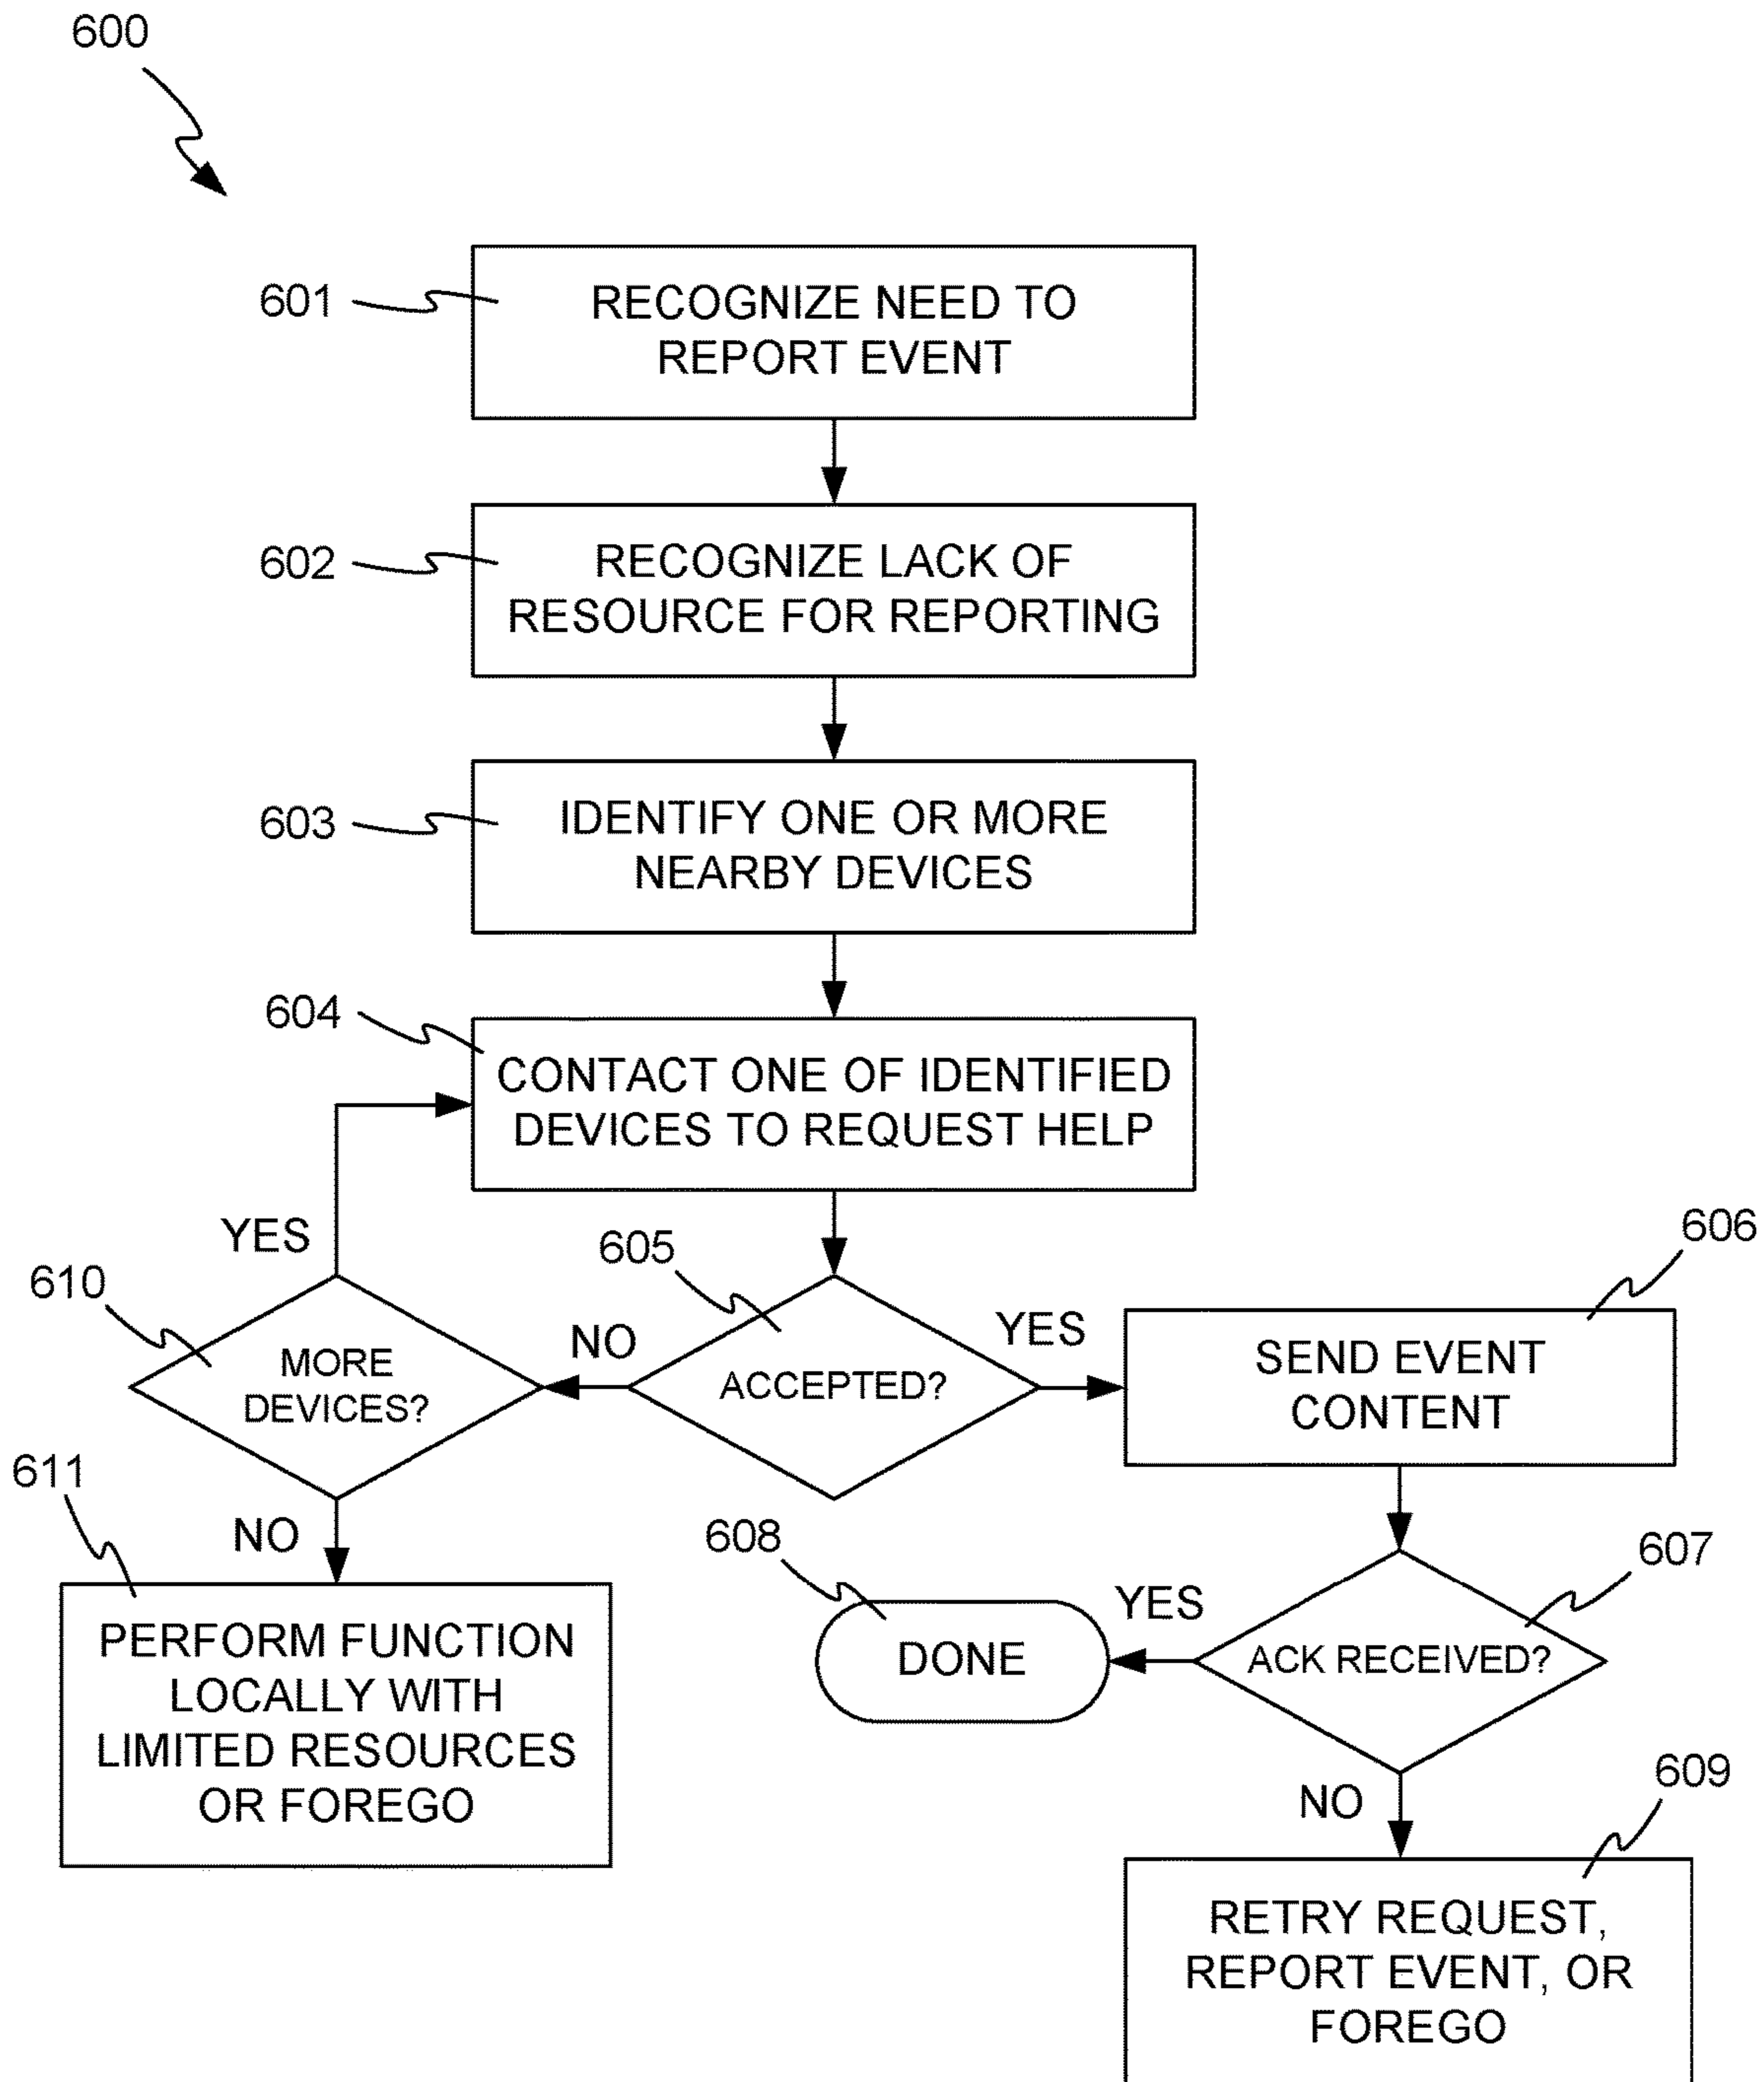 600
601
RECOGNIZE NEED TO
REPORT EVENT
602
RECOGNIZE LACK OF
RESOURCE FOR REPORTING
603
IDENTIFY ONE OR MORE
NEARBY DEVICES
604
CONTACT ONE OF IDENTIFIED
DEVICES TO REQUEST HELP
YES
610
MORE
DEVICES?
NO
605
ACCEPTED?
YES
606
SEND EVENT
CONTENT
611
NO
PERFORM FUNCTION
LOCALLY WITH
LIMITED RESOURCES
OR FOREGO
608
DONE
YES
607
ACK RECEIVED?
NO
609
RETRY REQUEST,
REPORT EVENT, OR
FOREGO